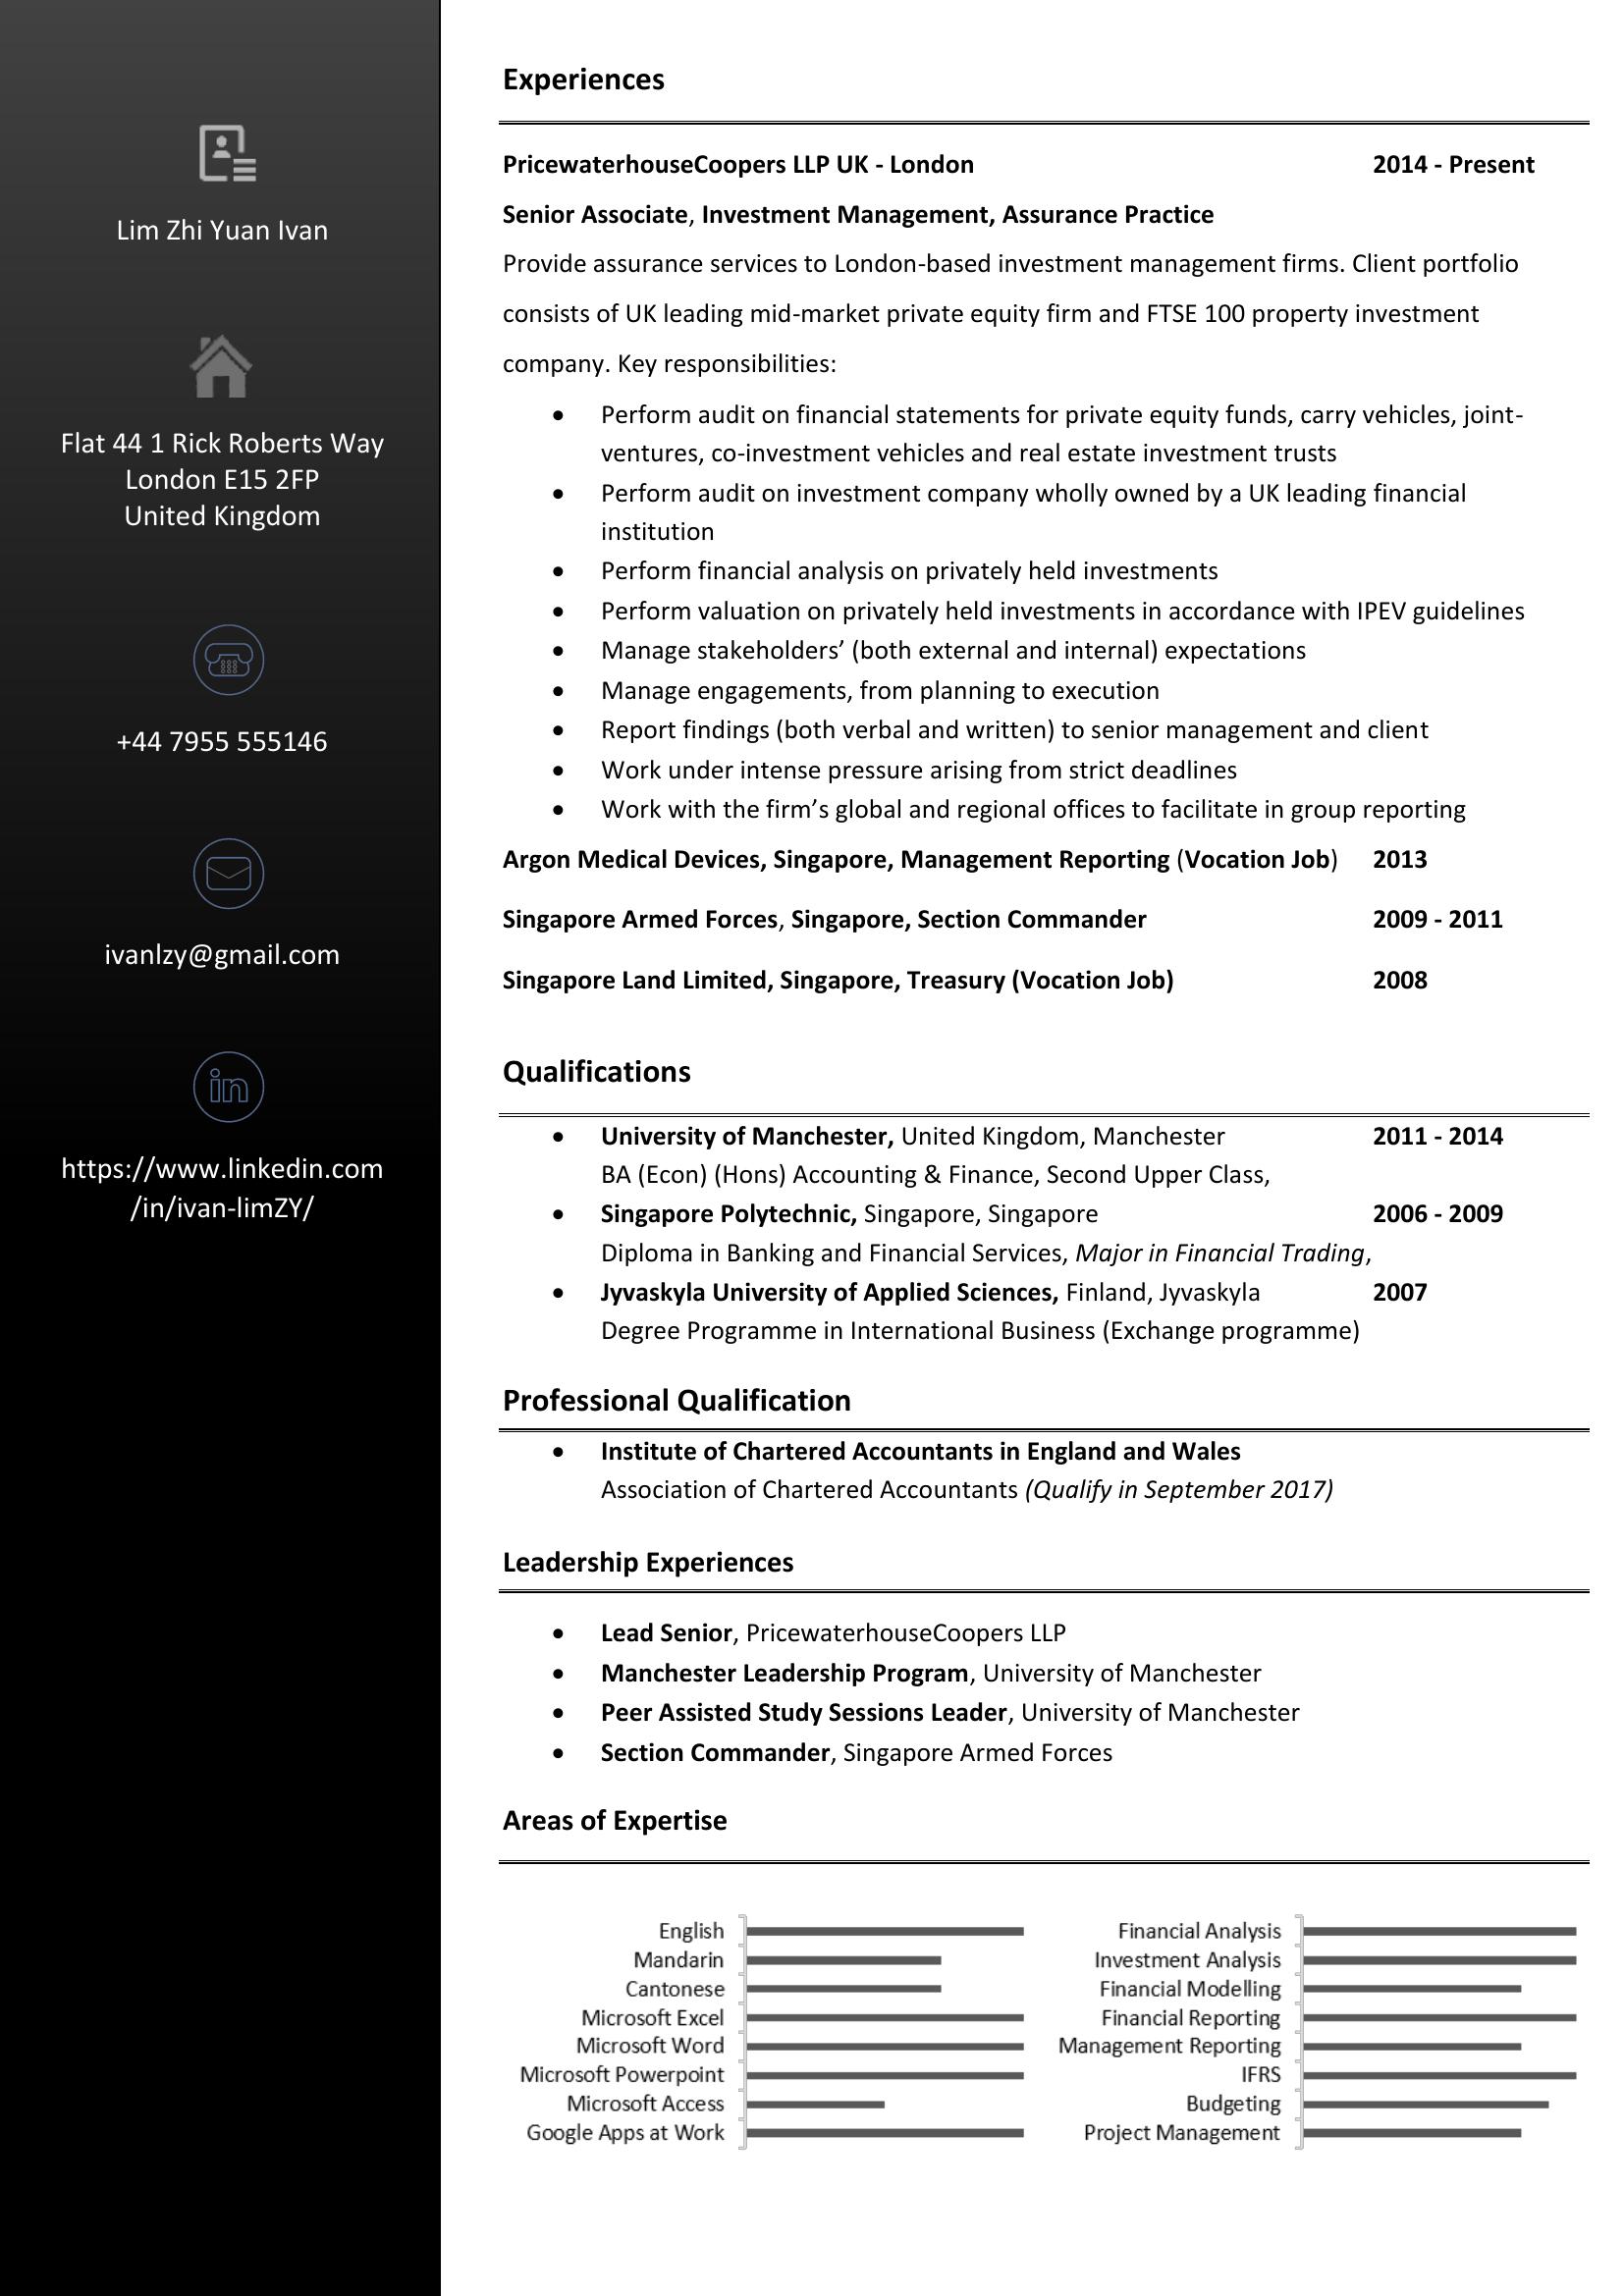 Lim Zhi Yuan Ivan
Flat 44 1 Rick Roberts Way
London E15 2FP
United Kingdom
+44 7955 555146
ivanlzy@gmail.com
in
https://www.linkedin.com
/in/ivan-limZY/
Experiences
PricewaterhouseCoopers LLP UK - London 2014 - Present
Senior Associate, Investment Management, Assurance Practice
Provide assurance services to London-based investment management firms. Client portfolio
consists of UK leading mid-market private equity firm and FTSE 100 property investment
company. Key responsibilities:
• Perform audit on financial statements for private equity funds, carry vehicles, joint-
ventures, co-investment vehicles and real estate investment trusts
• Perform audit on investment company wholly owned by a UK leading financial
institution
• Perform financial analysis on privately held investments
• Perform valuation on privately held investments in accordance with IPEV guidelines
• Manage stakeholders’ (both external and internal) expectations
• Manage engagements, from planning to execution
• Report findings (both verbal and written) to senior management and client
• Work under intense pressure arising from strict deadlines
• Work with the firm’s global and regional offices to facilitate in group reporting
Argon Medical Devices, Singapore, Management Reporting (Vocation Job) 2013
Singapore Armed Forces, Singapore, Section Commander 2009 - 2011
Singapore Land Limited, Singapore, Treasury (Vocation Job) 2008
Qualifications
• University of Manchester, United Kingdom, Manchester 2011 - 2014
BA (Econ) (Hons) Accounting & Finance, Second Upper Class,
• Singapore Polytechnic, Singapore, Singapore 2006 - 2009
Diploma in Banking and Financial Services, Major in Financial Trading,
• Jyvaskyla University of Applied Sciences, Finland, Jyvaskyla 2007
Degree Programme in International Business (Exchange programme)
Professional Qualification
• Institute of Chartered Accountants in England and Wales
Association of Chartered Accountants (Qualify in September 2017)
Leadership Experiences
• Lead Senior, PricewaterhouseCoopers LLP
• Manchester Leadership Program, University of Manchester
• Peer Assisted Study Sessions Leader, University of Manchester
• Section Commander, Singapore Armed Forces
Areas of Expertise
English
Mandarin
Cantonese
Microsoft Excel
Microsoft Word
Microsoft Powerpoint
Microsoft Access
Google Apps at Work
Financial Analysis
Investment Analysis
Financial Modelling
Financial Reporting
Management Reporting
IFRS
Budgeting
Project Management